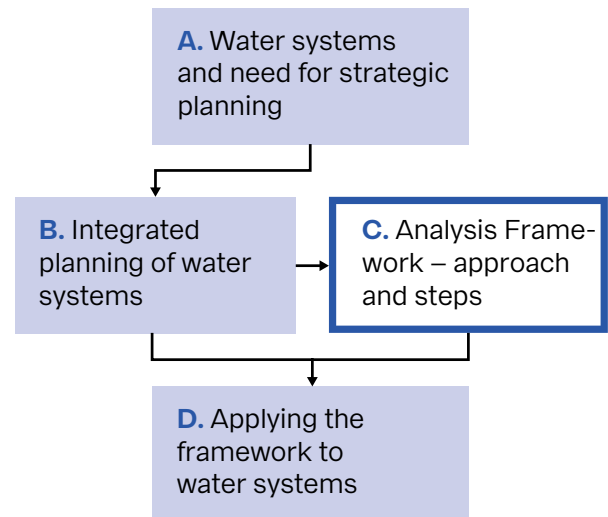 A. Water systems
and need for strategic
planning
B. Integrated
planning of water
systems
C. Analysis Frame-
work – approach
and steps
D. Applying the
framework to
water systems